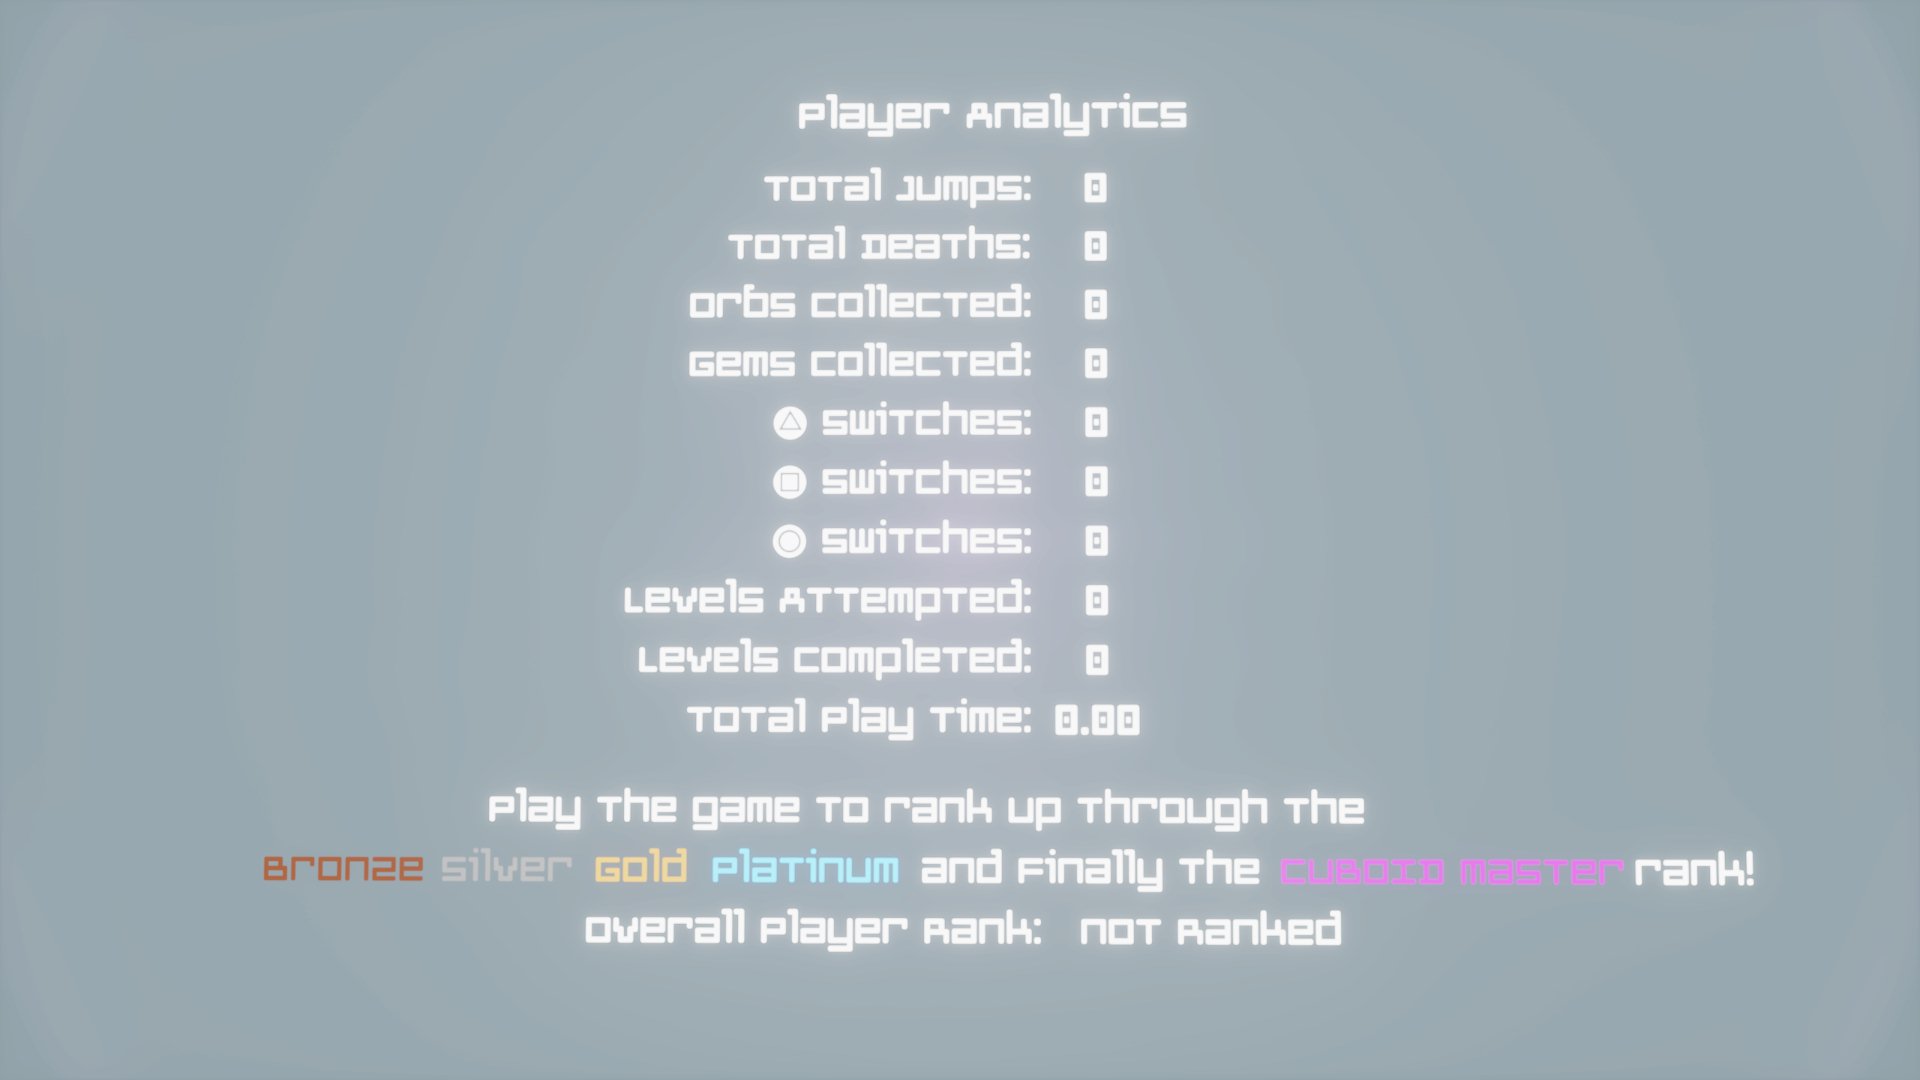 Player Analytics
Total Jumps: 0
Total Deaths: 0
Orbs Collected: 0
Gems Collected: 0
△ Switches: 0
□ Switches: 0
○ Switches: 0
Levels Attempted: 0
Levels Completed: 0
Total Play Time: 0.00
Play the game to rank up through the
Bronze Silver Gold Platinum and finally the CUBOID MASTER rank!
Overall Player Rank: Not Ranked